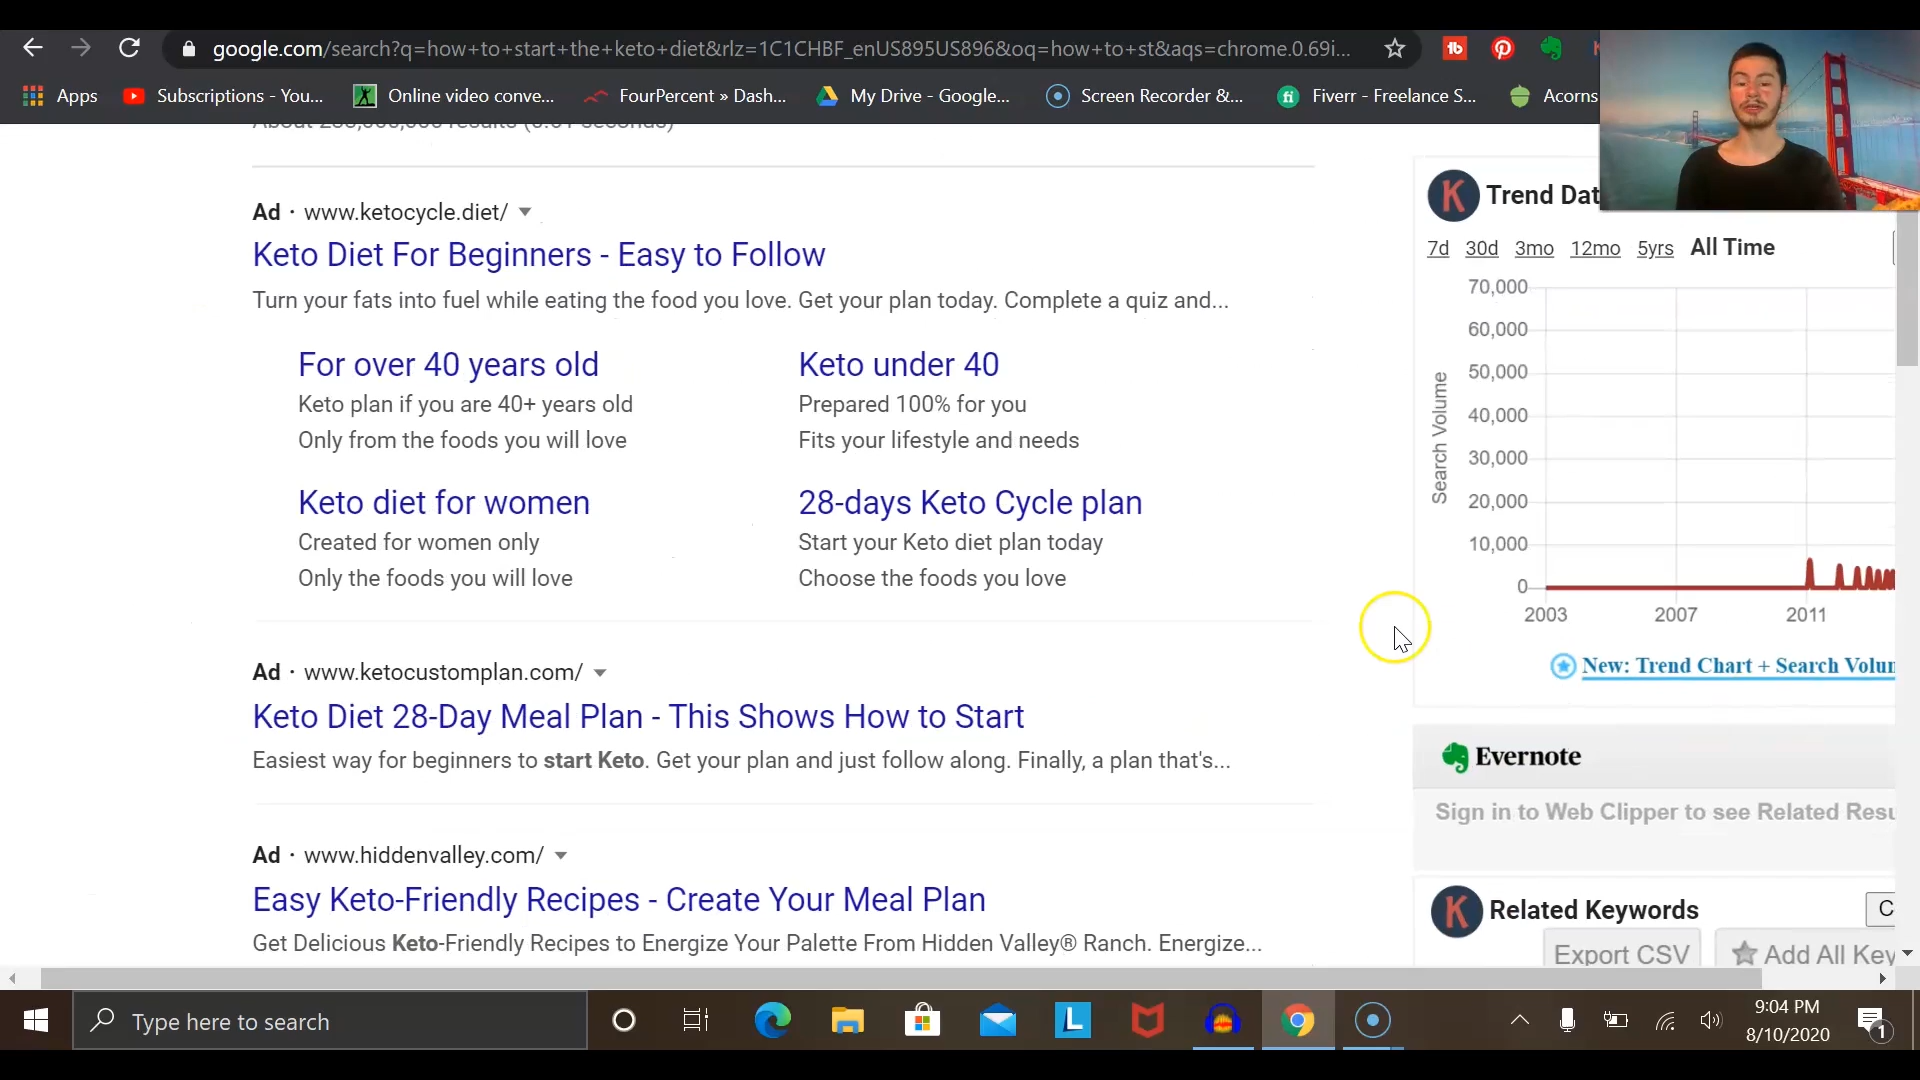 google.com/search?q=how+to+start+the+keto+diet&rlz=1C1CHBF_enUS895US896&oq=how+to+st&aqs=chrome.0.69i...
Apps Subscriptions - You... Online video conve... FourPercent » Dash... My Drive - Google... Screen Recorder &... Fiverr - Freelance S... Acorns
Ad · www.ketocycle.diet/
Keto Diet For Beginners - Easy to Follow
Turn your fats into fuel while eating the food you love. Get your plan today. Complete a quiz and...
For over 40 years old
Keto plan if you are 40+ years old
Only from the foods you will love
Keto under 40
Prepared 100% for you
Fits your lifestyle and needs
Keto diet for women
Created for women only
Only the foods you will love
28-days Keto Cycle plan
Start your Keto diet plan today
Choose the foods you love
Ad · www.ketocustomplan.com/
Keto Diet 28-Day Meal Plan - This Shows How to Start
Easiest way for beginners to start Keto. Get your plan and just follow along. Finally, a plan that's...
Ad · www.hiddenvalley.com/
Easy Keto-Friendly Recipes - Create Your Meal Plan
Get Delicious Keto-Friendly Recipes to Energize Your Palette From Hidden Valley® Ranch. Energize...
K Trend Dat
7d 30d 3mo 12mo 5yrs All Time
70,000
60,000
50,000
40,000
30,000
20,000
10,000
0
Search Volume
2003 2007 2011
New: Trend Chart + Search Volu
Evernote
Sign in to Web Clipper to see Related Resu
K Related Keywords
C
Export CSV
Add All Key
Type here to search
L
9:04 PM
8/10/2020
1